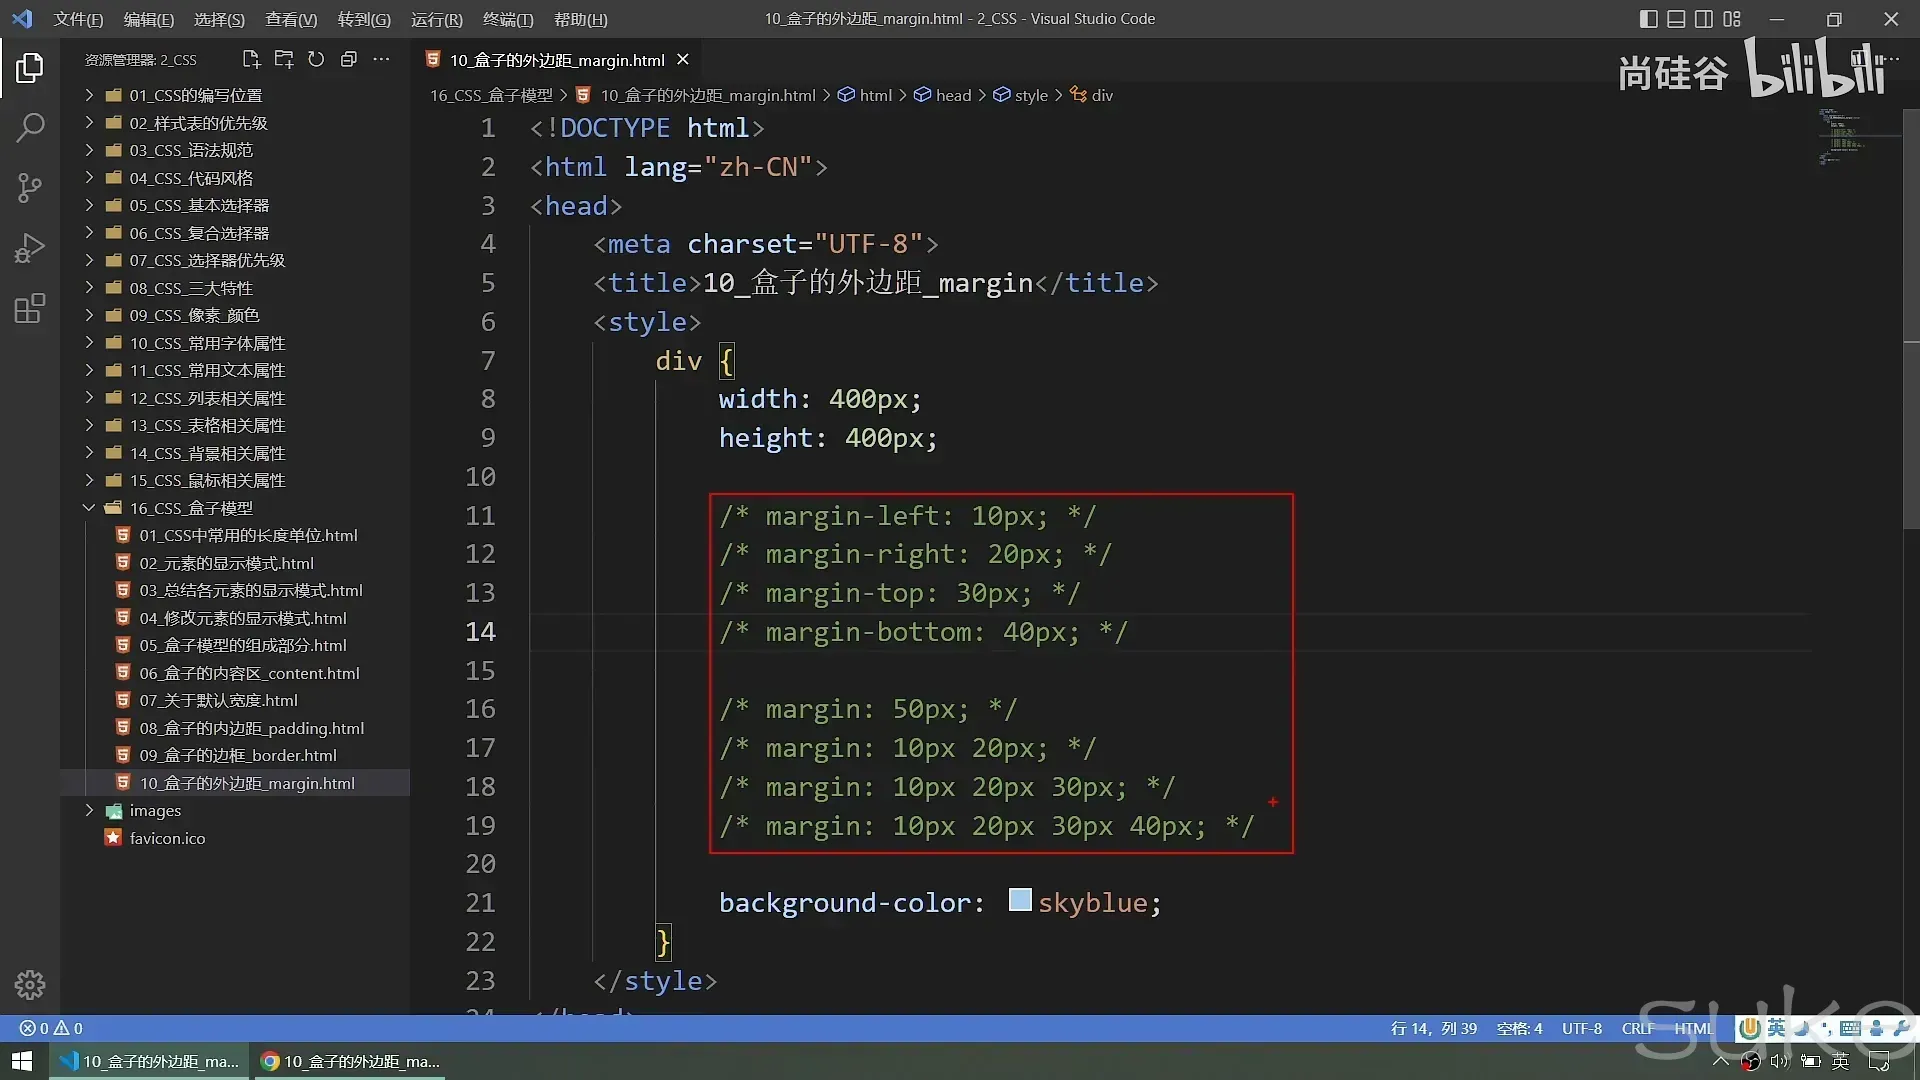 文件(F) 编辑(E) 选择(S) 查看(V) 转到(G) 运行(R) 终端(T) 帮助(H) 10_盒子的外边距_margin.html - 2_CSS - Visual Studio Code
资源管理器: 2_CSS
10_盒子的外边距_margin.html
尚硅谷 bilibili
16_CSS_盒子模型 > 10_盒子的外边距_margin.html > html > head > style > div
01_CSS的编写位置
02_样式表的优先级
03_CSS_语法规范
04_CSS_代码风格
05_CSS_基本选择器
06_CSS_复合选择器
07_CSS_选择器优先级
08_CSS_三大特性
09_CSS_像素_颜色
10_CSS_常用字体属性
11_CSS_常用文本属性
12_CSS_列表相关属性
13_CSS_表格相关属性
14_CSS_背景相关属性
15_CSS_鼠标相关属性
16_CSS_盒子模型
01_CSS中常用的长度单位.html
02_元素的显示模式.html
03_总结各元素的显示模式.html
04_修改元素的显示模式.html
05_盒子模型的组成部分.html
06_盒子的内容区_content.html
07_关于默认宽度.html
08_盒子的内边距_padding.html
09_盒子的边框_border.html
10_盒子的外边距_margin.html
images
favicon.ico
1 <!DOCTYPE html>
2 <html lang="zh-CN">
3 <head>
4 <meta charset="UTF-8">
5 <title>10_盒子的外边距_margin</title>
6 <style>
7 div {
8 width: 400px;
9 height: 400px;
10
11 /* margin-left: 10px; */
12 /* margin-right: 20px; */
13 /* margin-top: 30px; */
14 /* margin-bottom: 40px; */
15
16 /* margin: 50px; */
17 /* margin: 10px 20px; */
18 /* margin: 10px 20px 30px; */
19 /* margin: 10px 20px 30px 40px; */
20
21 background-color: skyblue;
22 }
23 </style>
24 </head>
0 0 行 14，列 39 空格: 4 UTF-8 CRLF HTML 英
suke
10_盒子的外边距_ma... 10_盒子的外边距_ma... 英